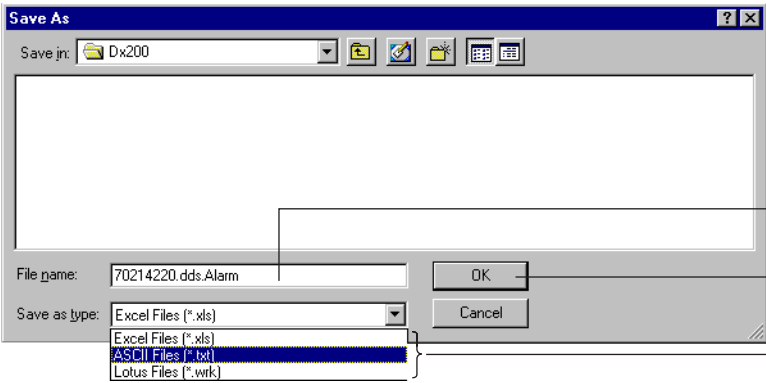 Save As
Save in: Dx200
File name: 70214220.dds.Alarm OK
Save as type: Excel Files (*.xls) Cancel
Excel Files (*.xls)
ASCII Files (*.txt)
Lotus Files (*.wrk)